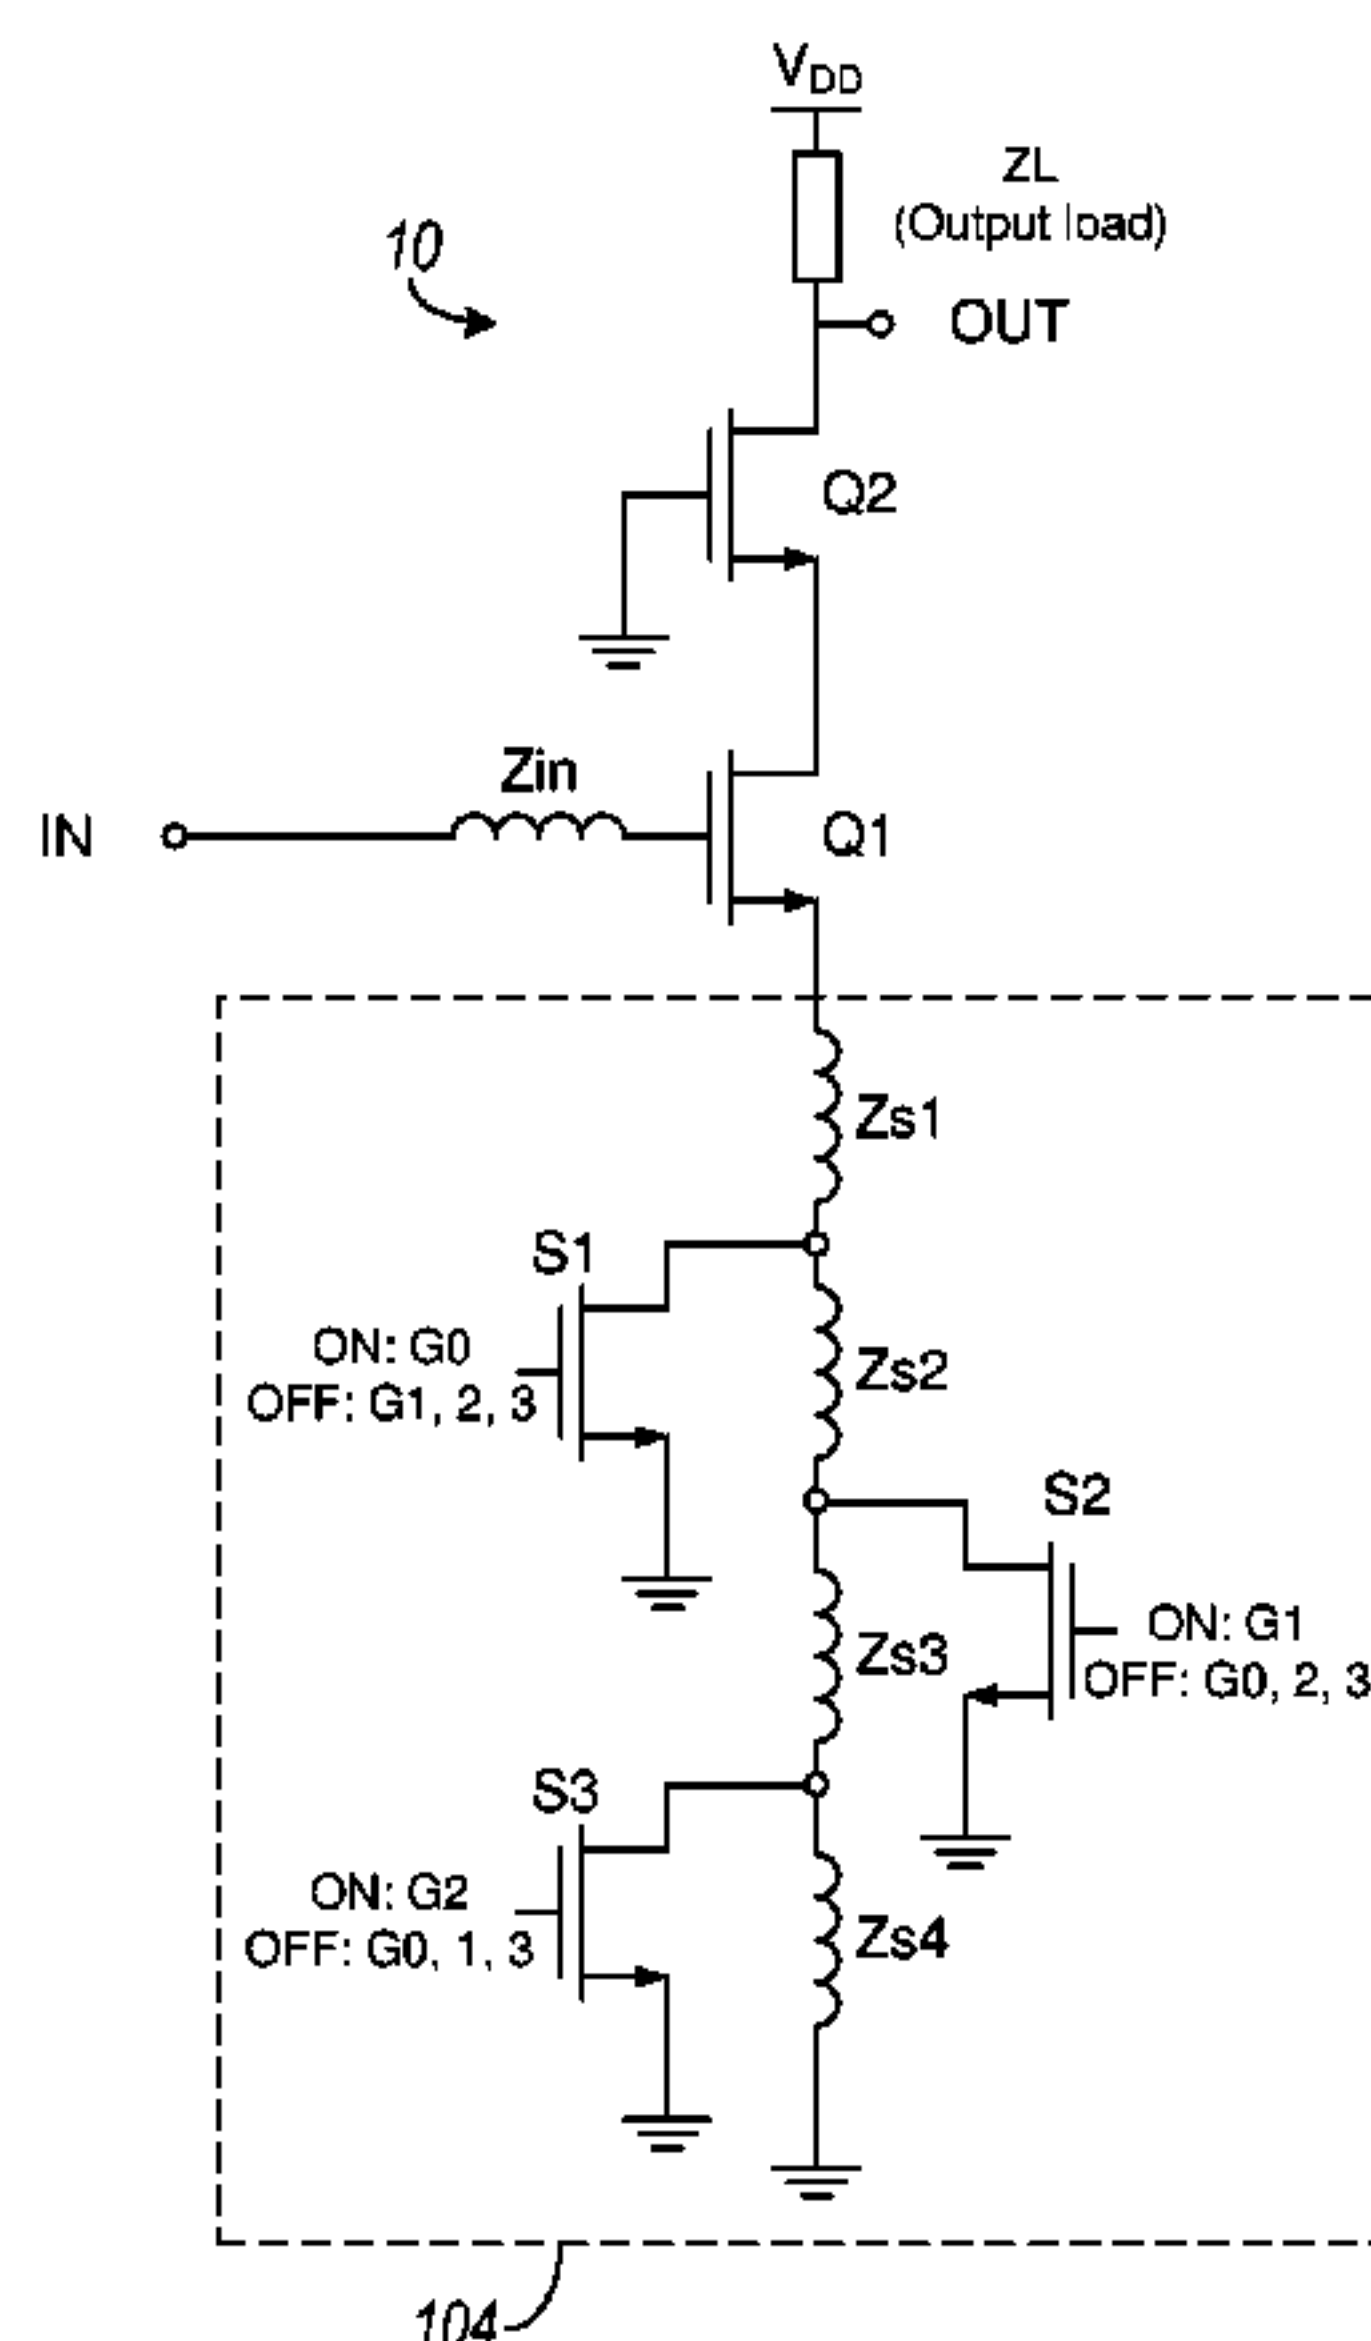 VDD
ZL
(Output load)
10
OUT
Q2
Zin
IN
Q1
Zs1
S1
ON: G0
OFF: G1, 2, 3
Zs2
S2
ON: G1
OFF: G0, 2, 3
Zs3
S3
ON: G2
OFF: G0, 1, 3
Zs4
104